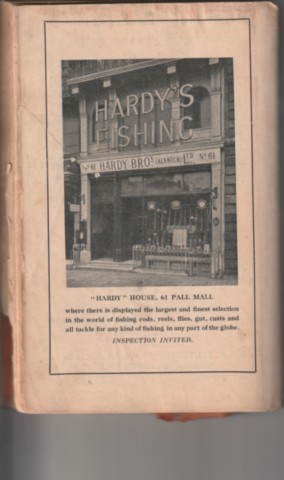 HARDY'S
FISHING
Nº 61 HARDY BROS (ALNWICK) LTD Nº 61
"HARDY" HOUSE, 61 PALL MALL
where there is displayed the largest and finest selection
in the world of fishing rods, reels, flies, gut, casts and
all tackle for any kind of fishing in any part of the globe.
INSPECTION INVITED.